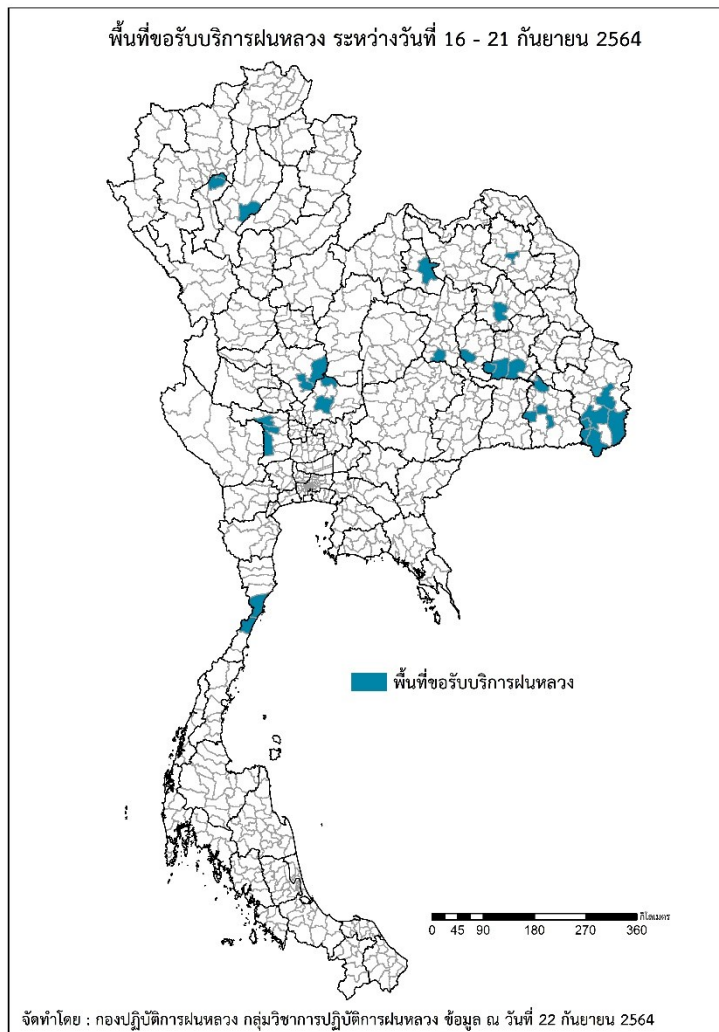 พื้นที่ขอรับบริการฝนหลวง ระหว่างวันที่ 16 - 21 กันยายน 2564
พื้นที่ขอรับบริการฝนหลวง
กิโลเมตร
0 45 90 180 270 360
จัดทำโดย : กองปฏิบัติการฝนหลวง กลุ่มวิชาการปฏิบัติการฝนหลวง ข้อมูล ณ วันที่ 22 กันยายน 2564